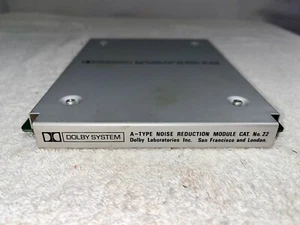 DOLBY SYSTEM
A-TYPE NOISE REDUCTION MODULE CAT. No. 22
Dolby Laboratories Inc. San Francisco and London.